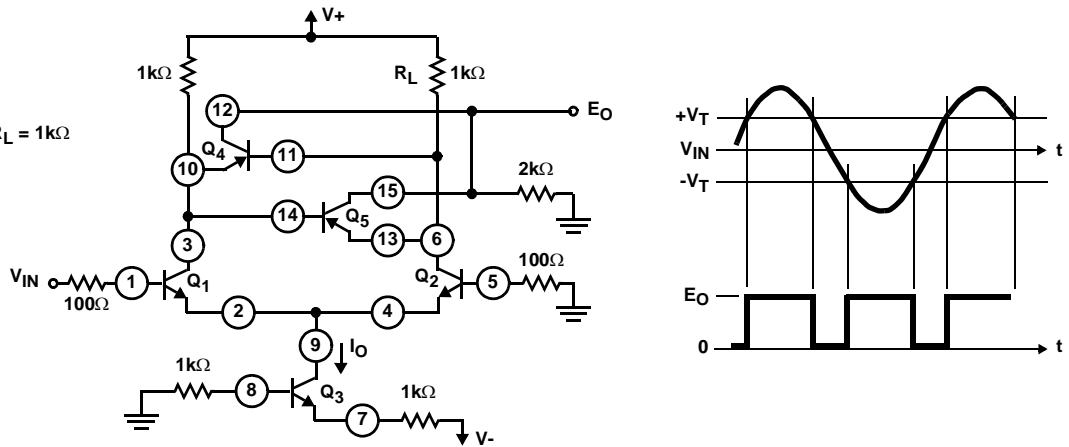 V+
1kΩ
RL 1kΩ
12
EO
RL = 1kΩ
Q4
11
10
15
2kΩ
14
Q5
3
13
6
VIN
100Ω
1
Q1
Q2
5
100Ω
2
4
9
IO
1kΩ
8
Q3
7
1kΩ
V-
+VT
VIN
t
-VT
EO
0
t